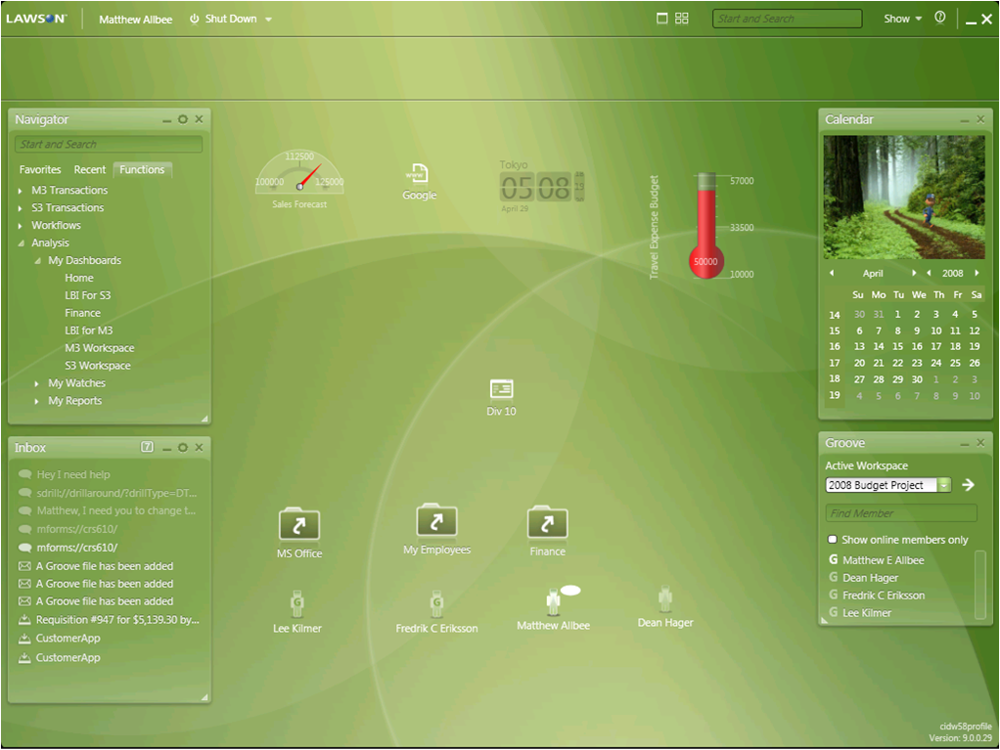 LAWSON
Matthew Allbee
Shut Down
Start and Search
Show
Navigator
Start and Search
Favorites Recent Functions
M3 Transactions
S3 Transactions
Workflows
Analysis
My Dashboards
Home
LBI For S3
Finance
LBI for M3
M3 Workspace
S3 Workspace
My Watches
My Reports
Inbox
Hey I need help
sdrill://drillaround/?drillType=DT...
Matthew, I need you to change t...
mforms://crs610/
mforms://crs610/
A Groove file has been added
A Groove file has been added
A Groove file has been added
Requisition #947 for $5,139.30 by...
CustomerApp
CustomerApp
112500
100000 125000
Sales Forecast
www
Google
Tokyo
05 08
April 29
Travel Expense Budget
57000
33500
50000
10000
Div 10
MS Office
My Employees
Finance
G
Lee Kilmer
G
Fredrik C Eriksson
Matthew Allbee
Dean Hager
Calendar
April 2008
Su Mo Tu We Th Fr Sa
14 30 31 1 2 3 4 5
15 6 7 8 9 10 11 12
16 13 14 15 16 17 18 19
17 20 21 22 23 24 25 26
18 27 28 29 30 1 2 3
19 4 5 6 7 8 9 10
Groove
Active Workspace
2008 Budget Project
Find Member
Show online members only
G Matthew E Allbee
G Dean Hager
G Fredrik C Eriksson
G Lee Kilmer
cidw58profile
Version: 9.0.0.29